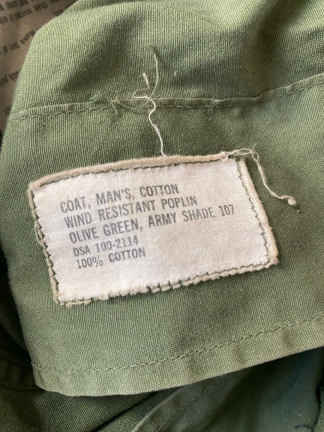 COAT, MAN'S, COTTON
WIND RESISTANT POPLIN
OLIVE GREEN, ARMY SHADE 107
DSA 100-2114
100% COTTON